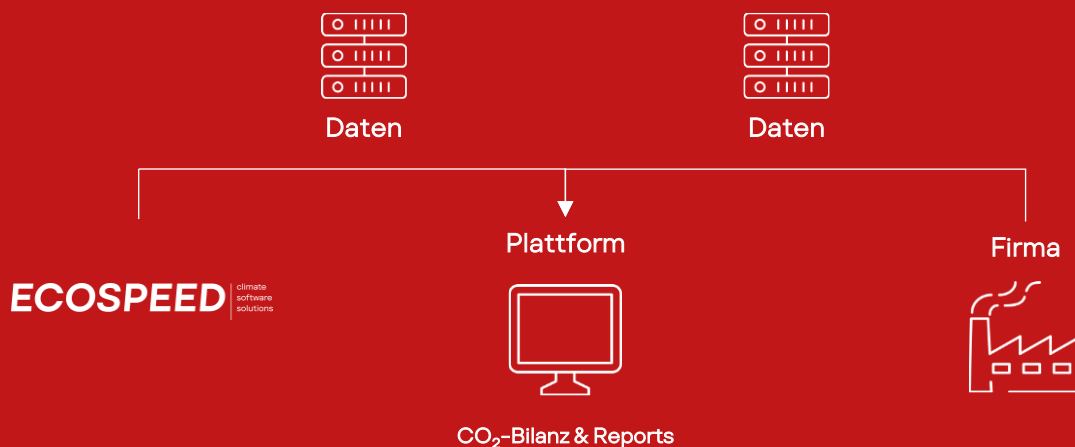 Daten
Daten
Plattform
Firma
ECOSPEED
climate
software
solutions
CO₂-Bilanz & Reports